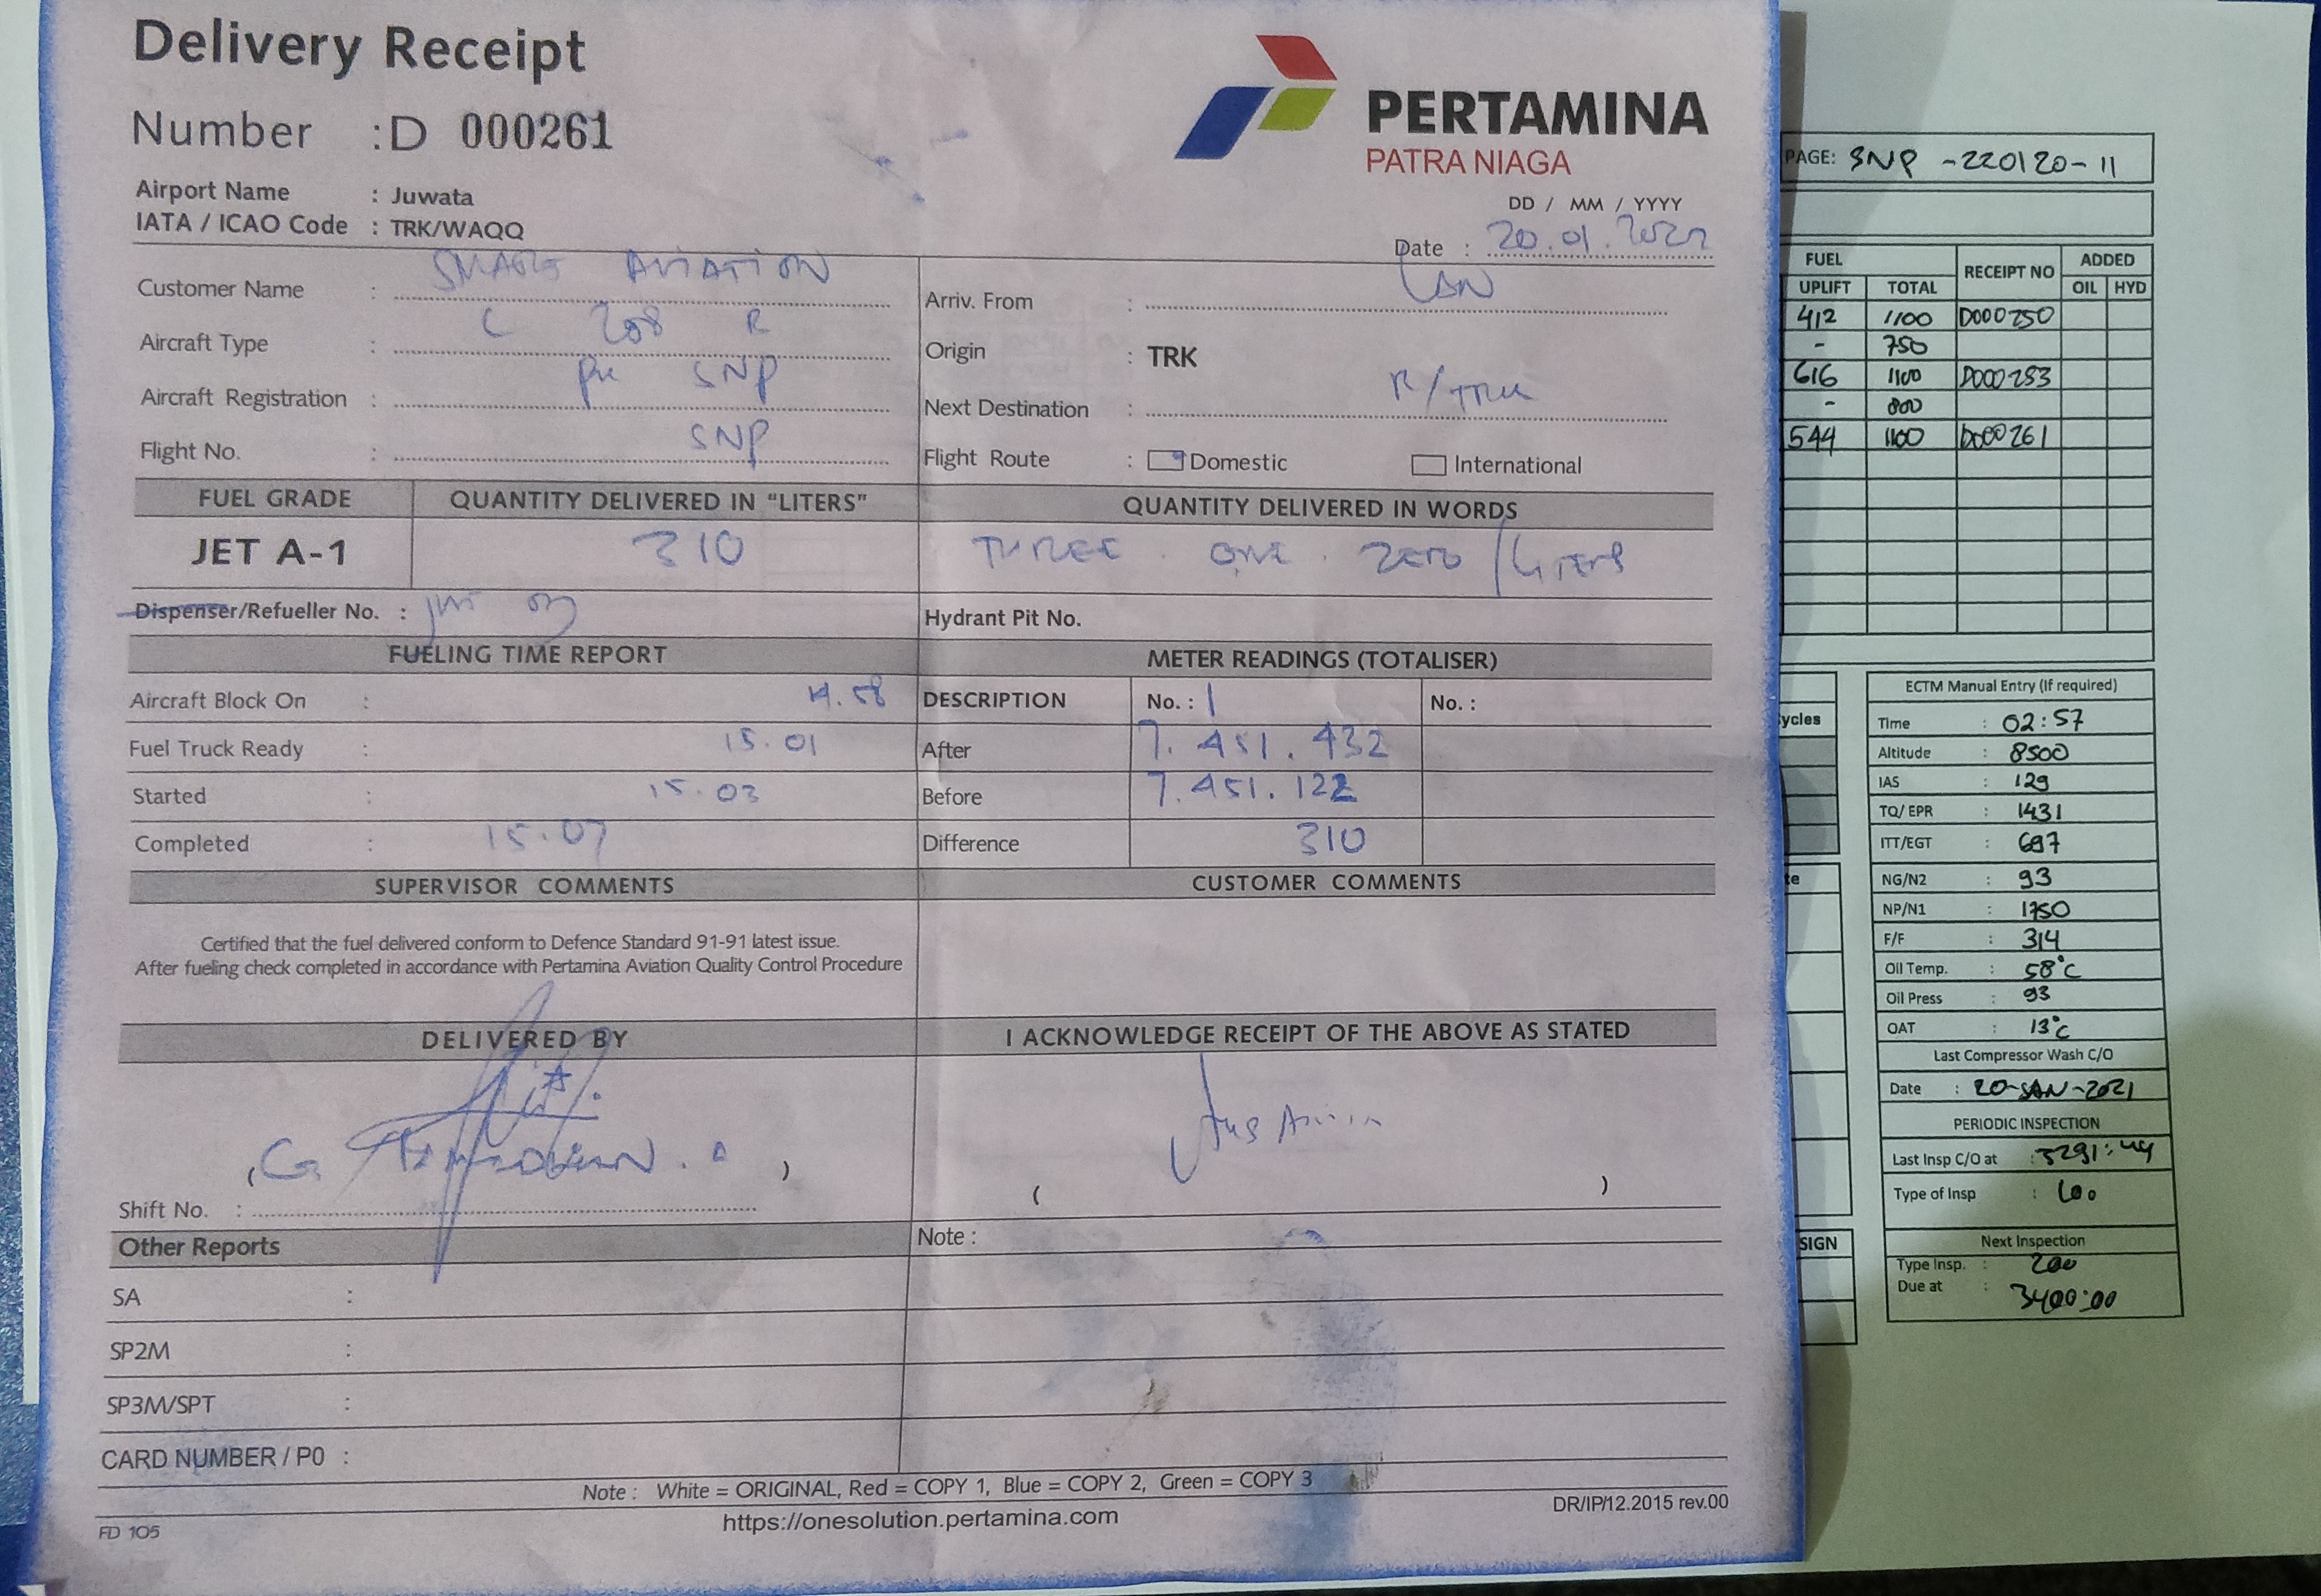 Delivery Receipt
Number : D 000261
PERTAMINA
PATRA NIAGA
Airport Name : Juwata
IATA / ICAO Code : TRK/WAQQ
DD / MM / YYYY
Date : 20.01.2022
Customer Name : SMART AVIATION
Arriv. From : LBN
Aircraft Type : C 208 B
Origin : TRK
Aircraft Registration : PK SNP
Next Destination : R/TRK
Flight No. : SNP
Flight Route : Domestic International
FUEL GRADE QUANTITY DELIVERED IN "LITERS" QUANTITY DELIVERED IN WORDS
JET A-1 310 THREE . ONE . ZERO / LITERS
Dispenser/Refueller No. :
Hydrant Pit No.
FUELING TIME REPORT METER READINGS (TOTALISER)
Aircraft Block On : 14.58 DESCRIPTION No. : 1 No. :
Fuel Truck Ready : 15.01 After 7.451.432
Started : 15.03 Before 7.451.122
Completed : 15.07 Difference 310
SUPERVISOR COMMENTS CUSTOMER COMMENTS
Certified that the fuel delivered conform to Defence Standard 91-91 latest issue.
After fueling check completed in accordance with Pertamina Aviation Quality Control Procedure
DELIVERED BY I ACKNOWLEDGE RECEIPT OF THE ABOVE AS STATED
( )
( )
Shift No. :
Other Reports Note :
SA :
SP2M :
SP3M/SPT :
CARD NUMBER / P0 :
Note : White = ORIGINAL, Red = COPY 1, Blue = COPY 2, Green = COPY 3
DR/IP/12.2015 rev.00
https://onesolution.pertamina.com
FD 105
PAGE: SNP -220120-11
FUEL RECEIPT NO ADDED
UPLIFT TOTAL OIL HYD
412 1100 D000250
- 750
616 1100 D000253
- 800
544 1100 D000261
ycles
te
SIGN
ECTM Manual Entry (If required)
Time : 02:57
Altitude : 8500
IAS : 129
TQ/ EPR : 1431
ITT/EGT : 687
NG/N2 : 93
NP/N1 : 1750
F/F : 314
Oil Temp. : 58°C
Oil Press : 93
OAT : 13°C
Last Compressor Wash C/O
Date : 20-JAN-2021
PERIODIC INSPECTION
Last Insp C/O at : 3291:44
Type of Insp : 100
Next Inspection
Type Insp. : 200
Due at : 3400:00